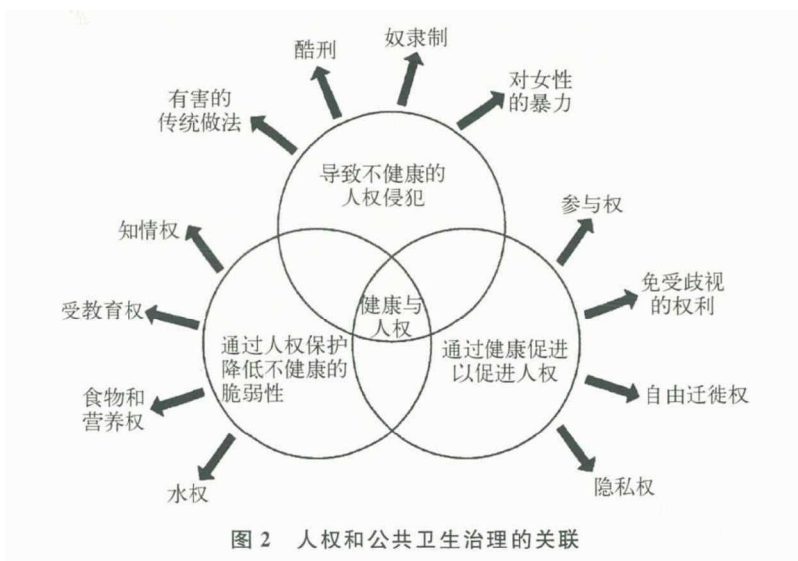 奴隶制
酷刑
对女性
的暴力
有害的
传统做法
导致不健康的
人权侵犯
参与权
知情权
免受歧视
的权利
受教育权
健康与
人权
通过人权保护
降低不健康的
脆弱性
通过健康促进
以促进人权
食物和
营养权
自由迁徙权
水权
隐私权
图 2 人权和公共卫生治理的关联